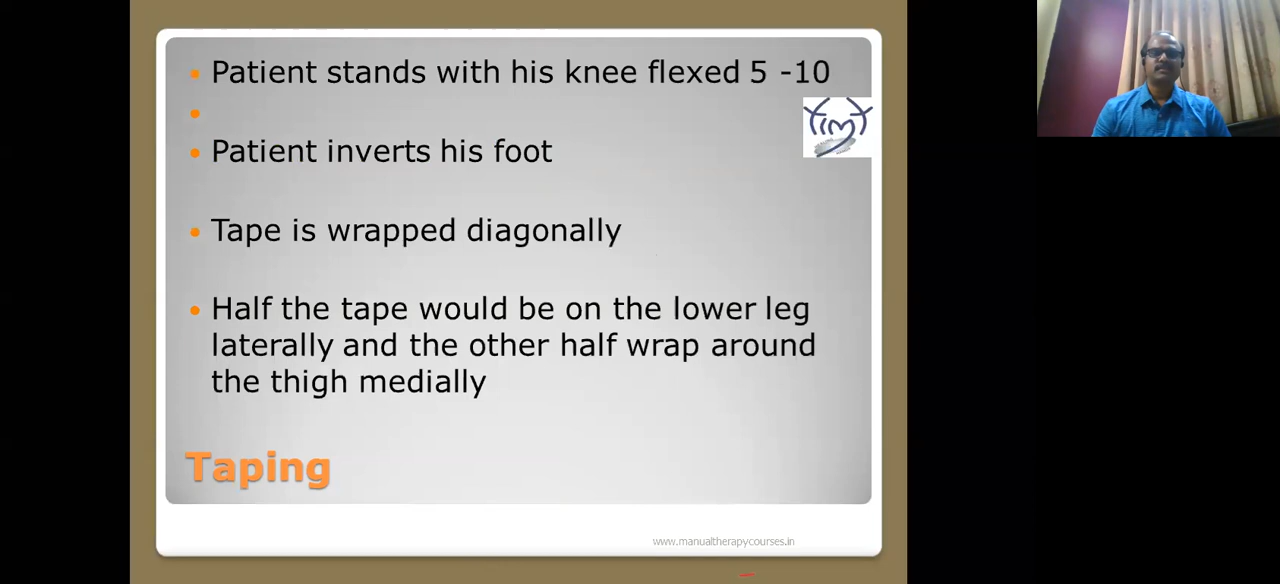 Patient stands with his knee flexed 5 -10
Patient inverts his foot
Tape is wrapped diagonally
Half the tape would be on the lower leg
laterally and the other half wrap around
the thigh medially
Taping
www.manualtherapycourses.in